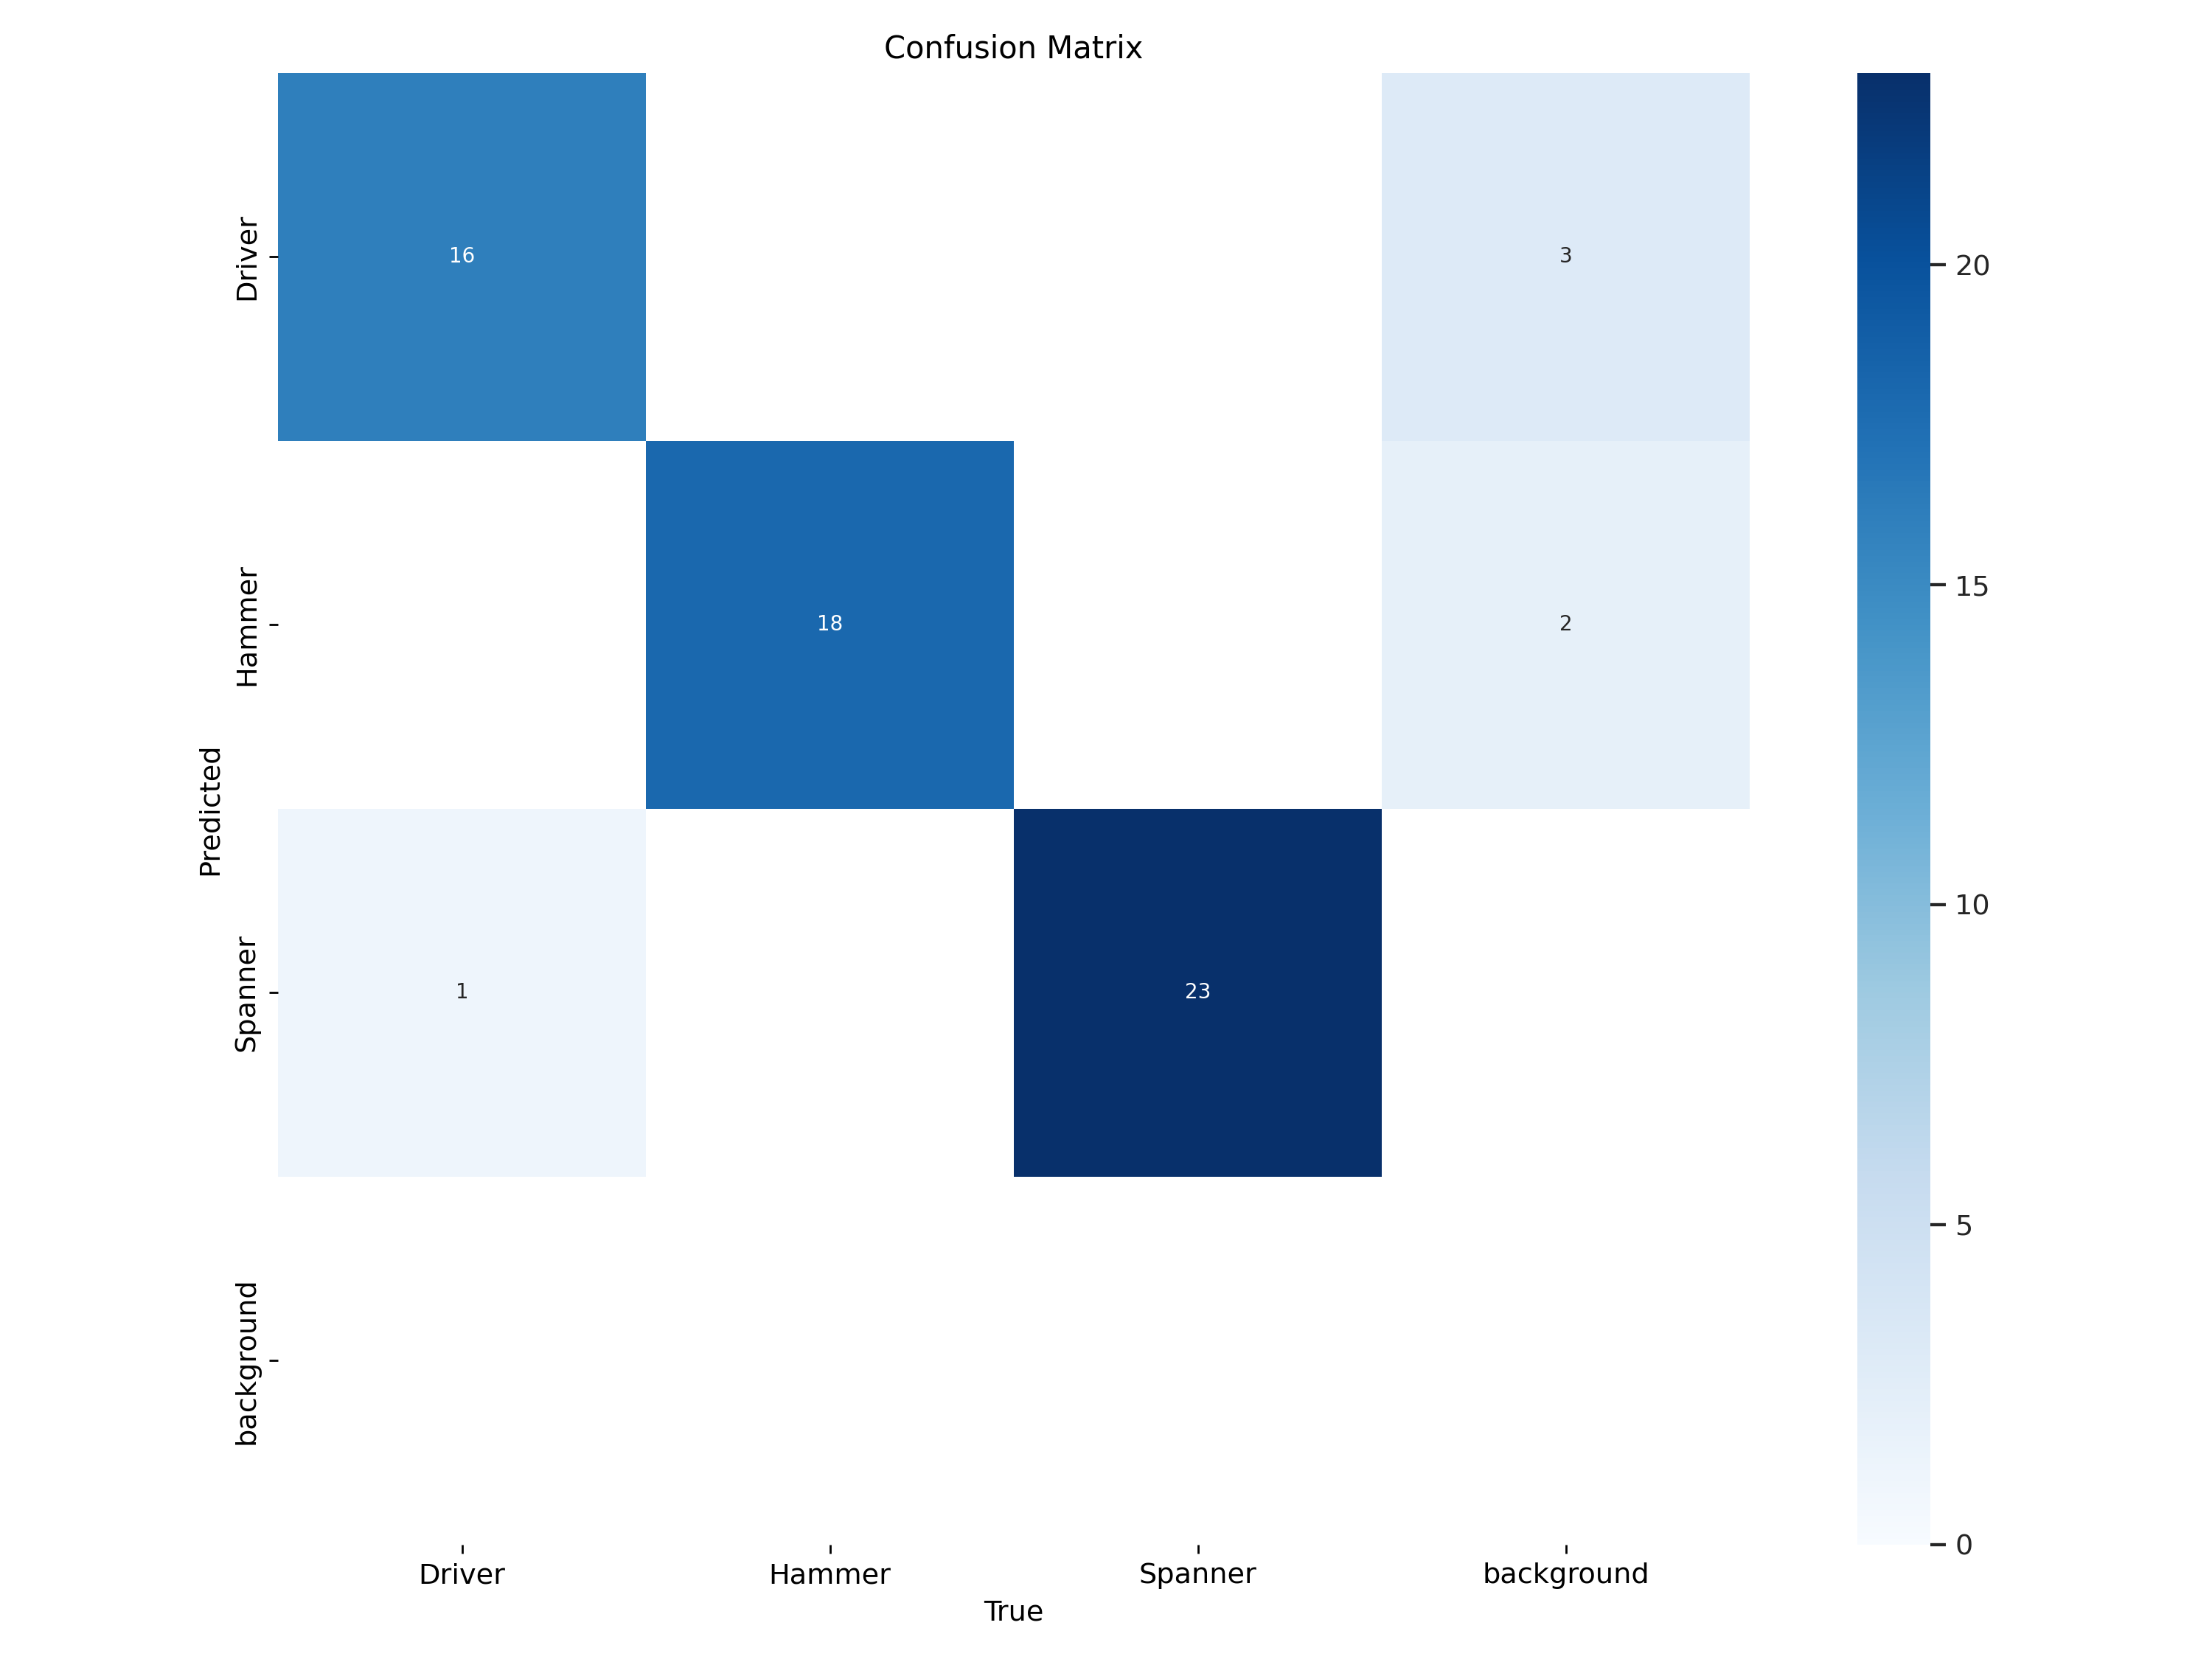 Confusion Matrix
Driver
16
3
Hammer
18
2
Spanner
1
23
background
Predicted
Driver
Hammer
Spanner
background
True
20
15
10
5
0